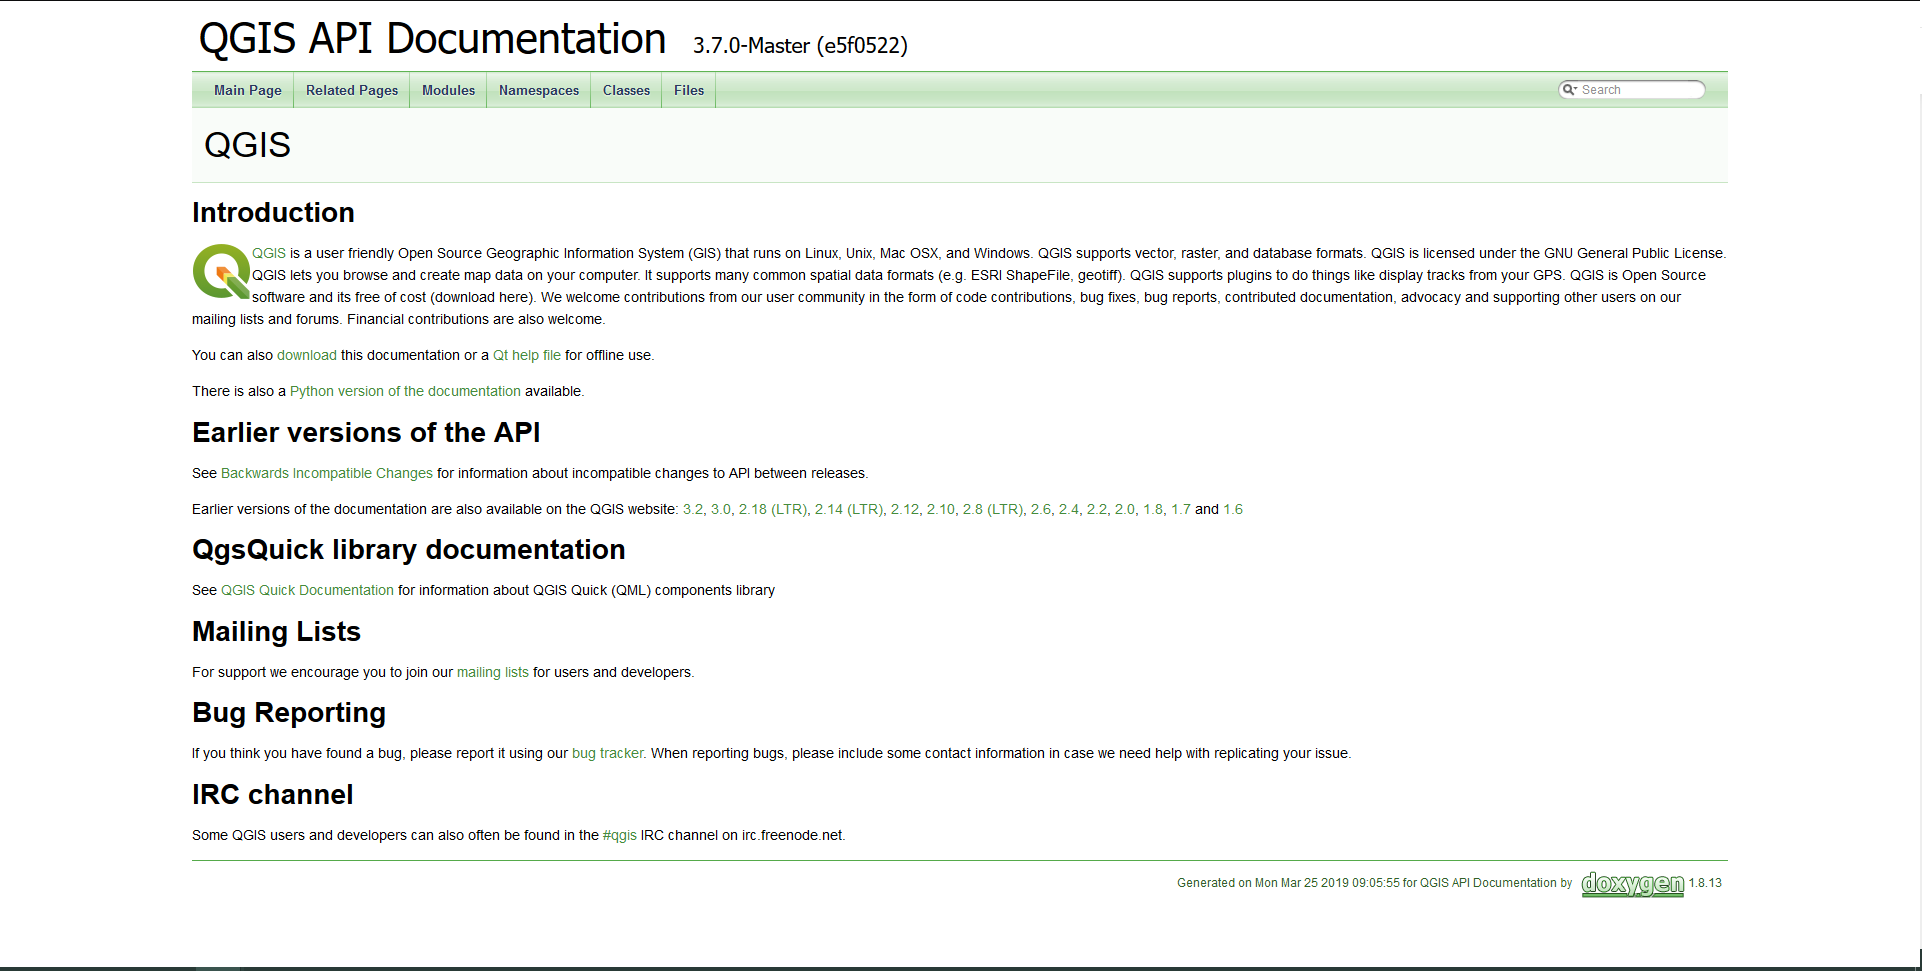 QGIS API Documentation 3.7.0-Master (e5f0522)
Main Page Related Pages Modules Namespaces Classes Files Search
QGIS
Introduction
QGIS is a user friendly Open Source Geographic Information System (GIS) that runs on Linux, Unix, Mac OSX, and Windows. QGIS supports vector, raster, and database formats. QGIS is licensed under the GNU General Public License.
QGIS lets you browse and create map data on your computer. It supports many common spatial data formats (e.g. ESRI ShapeFile, geotiff). QGIS supports plugins to do things like display tracks from your GPS. QGIS is Open Source
software and its free of cost (download here). We welcome contributions from our user community in the form of code contributions, bug fixes, bug reports, contributed documentation, advocacy and supporting other users on our
mailing lists and forums. Financial contributions are also welcome.
You can also download this documentation or a Qt help file for offline use.
There is also a Python version of the documentation available.
Earlier versions of the API
See Backwards Incompatible Changes for information about incompatible changes to API between releases.
Earlier versions of the documentation are also available on the QGIS website: 3.2, 3.0, 2.18 (LTR), 2.14 (LTR), 2.12, 2.10, 2.8 (LTR), 2.6, 2.4, 2.2, 2.0, 1.8, 1.7 and 1.6
QgsQuick library documentation
See QGIS Quick Documentation for information about QGIS Quick (QML) components library
Mailing Lists
For support we encourage you to join our mailing lists for users and developers.
Bug Reporting
If you think you have found a bug, please report it using our bug tracker. When reporting bugs, please include some contact information in case we need help with replicating your issue.
IRC channel
Some QGIS users and developers can also often be found in the #qgis IRC channel on irc.freenode.net.
Generated on Mon Mar 25 2019 09:05:55 for QGIS API Documentation by doxygen 1.8.13